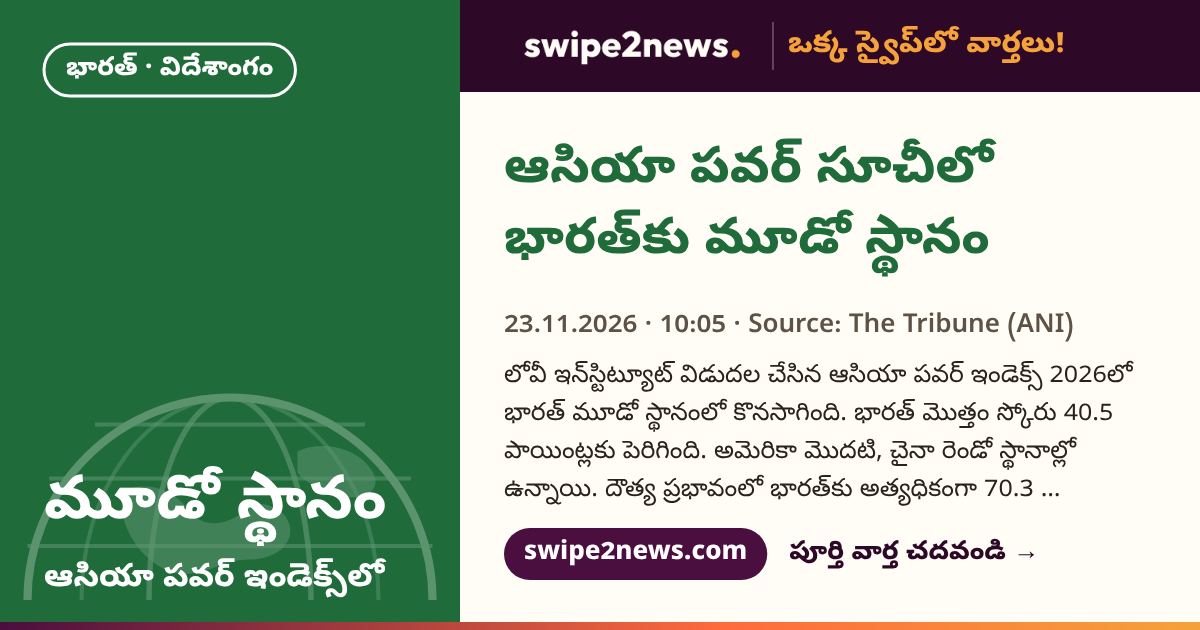 భారత్ · విదేశాంగం
మూడో స్థానం
ఆసియా పవర్ ఇండెక్స్‌లో
swipe2news.
ఒక్క స్వైప్‌లో వార్తలు!
ఆసియా పవర్ సూచీలో
భారత్‌కు మూడో స్థానం
23.11.2026 · 10:05 · Source: The Tribune (ANI)
లోవీ ఇన్‌స్టిట్యూట్ విడుదల చేసిన ఆసియా పవర్ ఇండెక్స్ 2026లో
భారత్ మూడో స్థానంలో కొనసాగింది. భారత్ మొత్తం స్కోరు 40.5
పాయింట్లకు పెరిగింది. అమెరికా మొదటి, చైనా రెండో స్థానాల్లో
ఉన్నాయి. దౌత్య ప్రభావంలో భారత్‌కు అత్యధికంగా 70.3 ...
swipe2news.com
పూర్తి వార్త చదవండి →